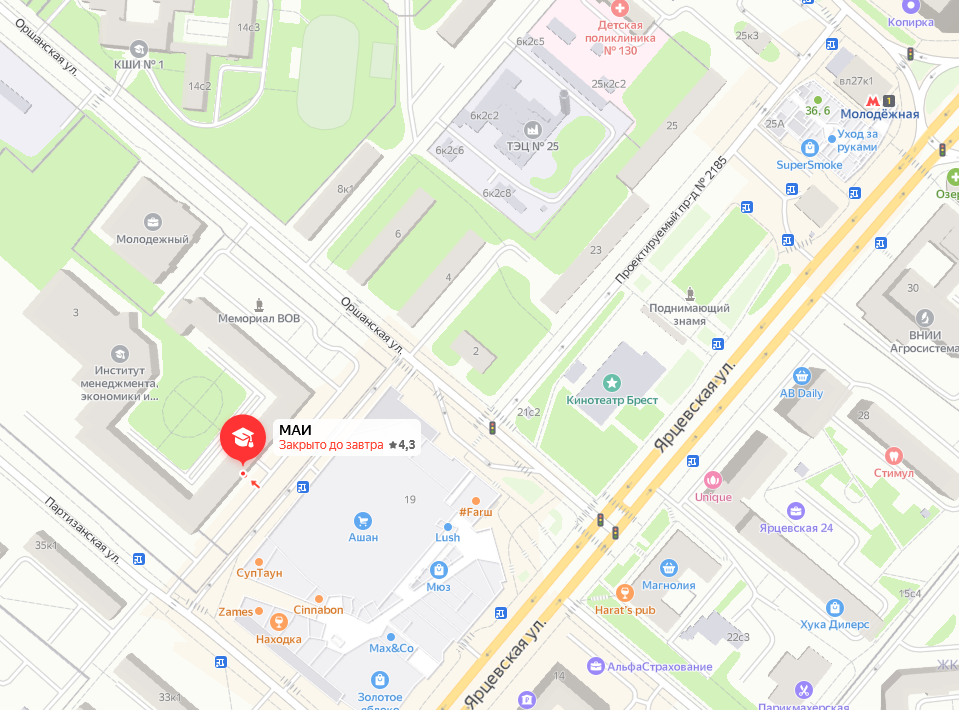 14с3
Оршанская ул.
КШИ № 1
14с2
Детская
поликлиника
№ 130
25к3
Копирка
6к2с5
25к2с2
вл27к1
1
Молодёжная
36, 6
25А
Уход за
руками
SuperSmoke
6к2с2
ТЭЦ № 25
6к2с6
25
6к2с8
8к1
Озер
Молодежный
6
23
4
Проектируемый пр-д № 2185
30
ВНИИ
Агросистема
3
Мемориал ВОВ
Оршанская ул.
Поднимающий
знамя
2
Институт
менеджмента,
экономики и...
Кинотеатр Брест
21с2
AB Daily
Ярцевская ул.
28
МАИ
Закрыто до завтра ★4,3
Стимул
Unique
19
#Farш
Ашан
Lush
Ярцевская 24
Партизанская ул.
35к1
СупТаун
Мюз
Магнолия
15с4
Zames
Cinnabon
Находка
Harat's pub
Хука Дилерс
22с3
Max&Co
Ярцевская ул.
АльфаСтрахование
ЖК
33к1
Золотое
яблоко
Парикмахерская